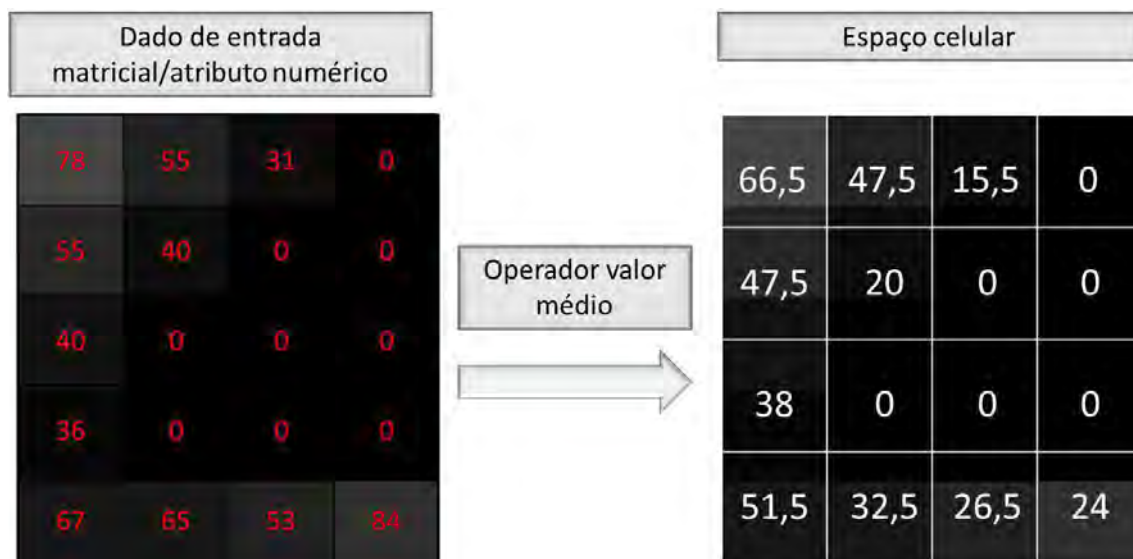 Dado de entrada
matricial/atributo numérico
78 55 31 0
55 40 0 0
40 0 0 0
36 0 0 0
67 65 53 84
Operador valor
médio
Espaço celular
66,5 47,5 15,5 0
47,5 20 0 0
38 0 0 0
51,5 32,5 26,5 24